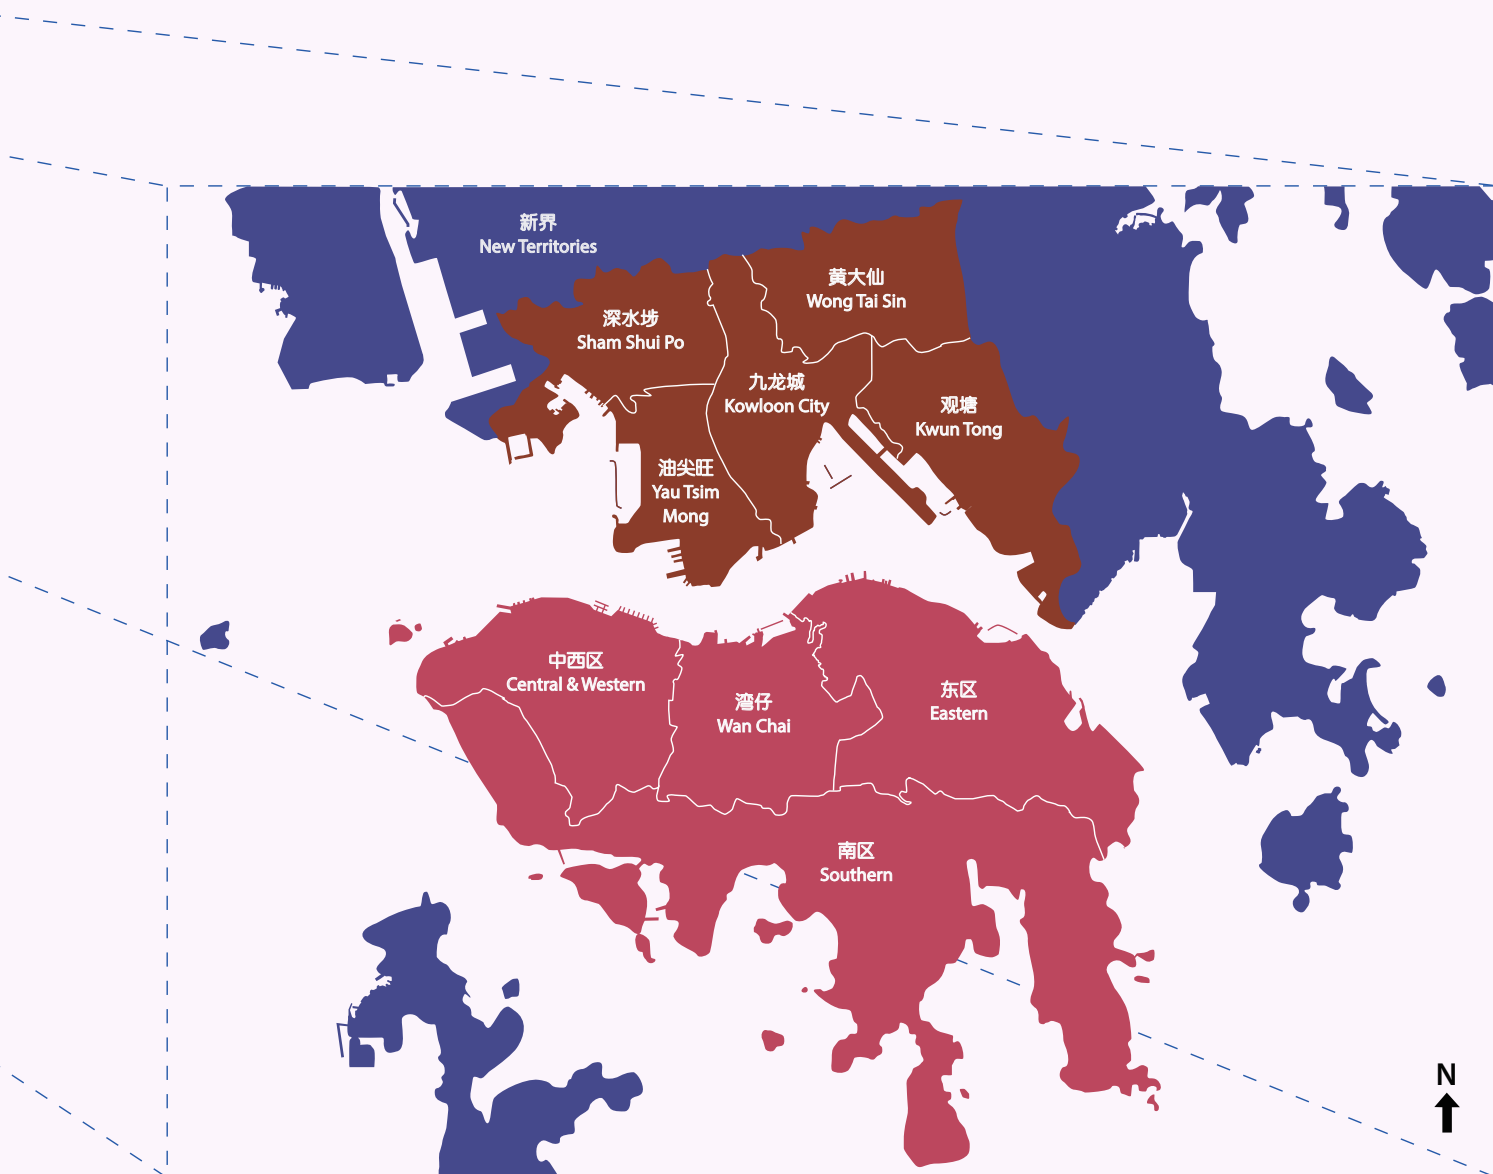 新界
New Territories
黄大仙
Wong Tai Sin
深水埗
Sham Shui Po
九龙城
Kowloon City
观塘
Kwun Tong
油尖旺
Yau Tsim
Mong
中西区
Central & Western
湾仔
Wan Chai
东区
Eastern
南区
Southern
N